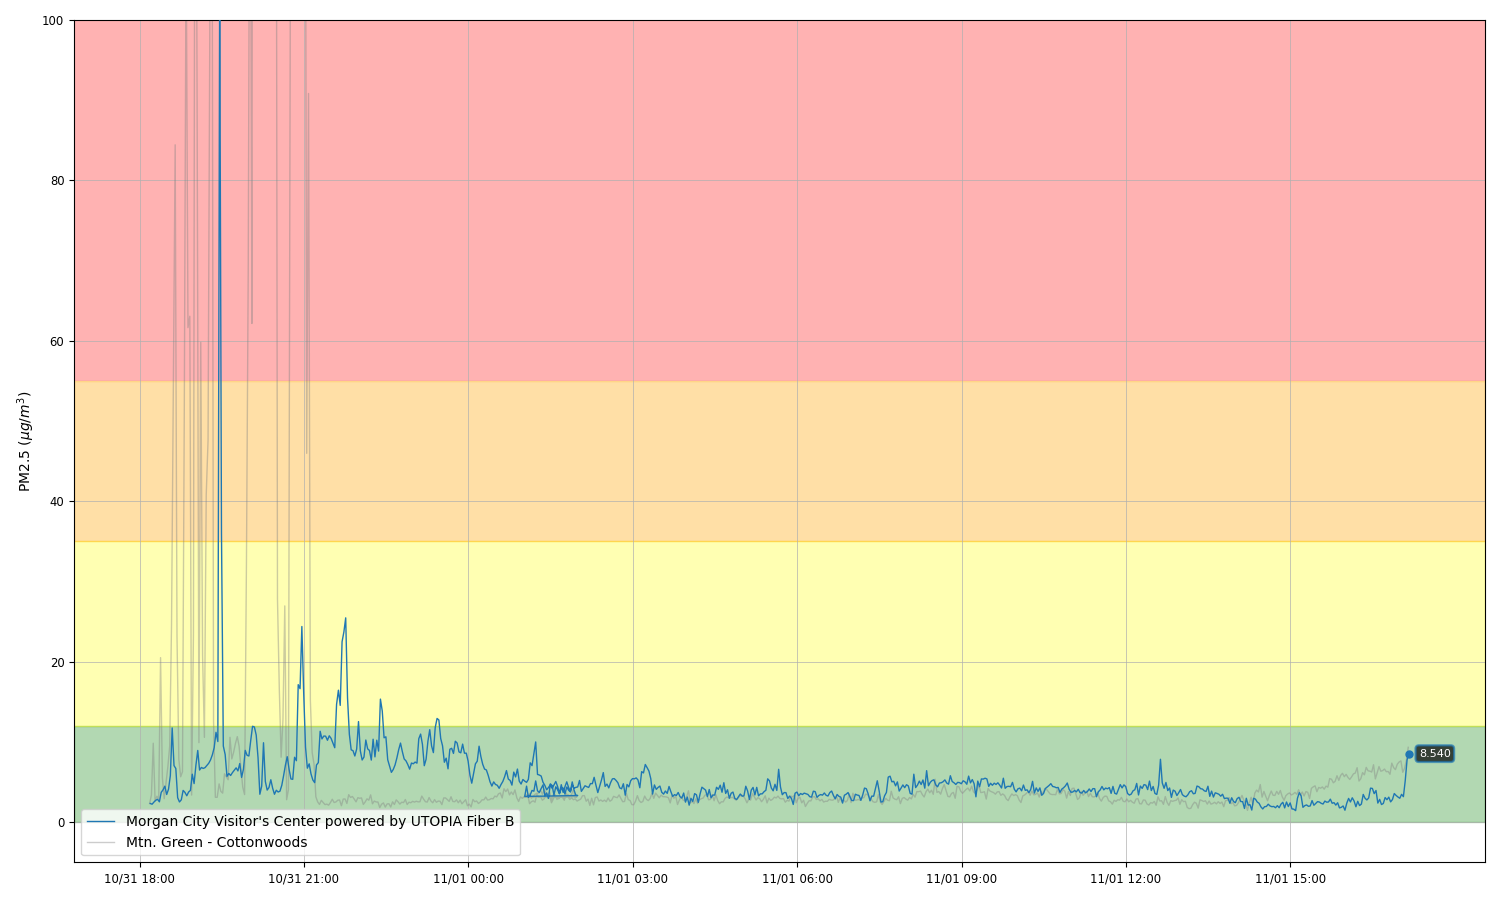 100
80
60
40
20
0
PM2.5 (μg/m³)
8.540
Morgan City Visitor's Center powered by UTOPIA Fiber B
Mtn. Green - Cottonwoods
10/31 18:00 10/31 21:00 11/01 00:00 11/01 03:00 11/01 06:00 11/01 09:00 11/01 12:00 11/01 15:00